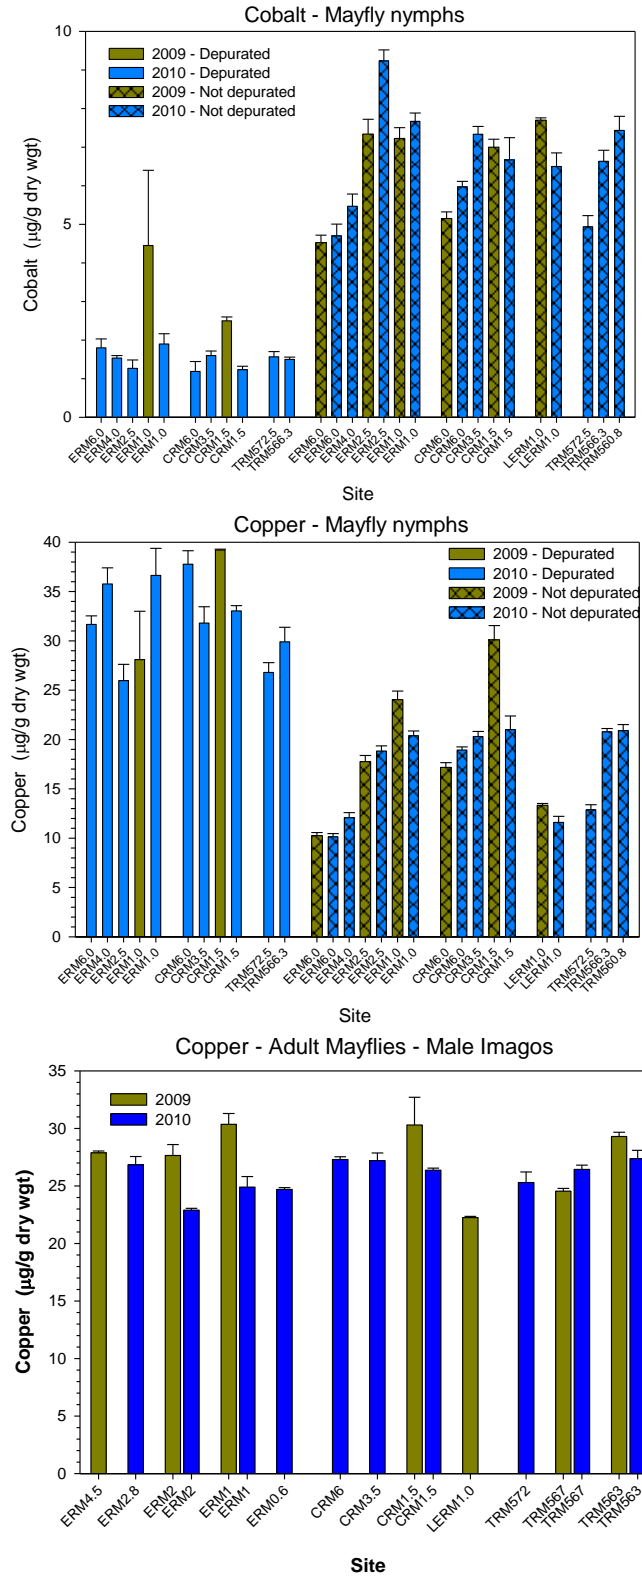 Cobalt - Mayfly nymphs
10
5
0
Cobalt (µg/g dry wgt)
2009 - Depurated
2010 - Depurated
2009 - Not depurated
2010 - Not depurated
ERM6.0
ERM4.0
ERM2.5
ERM1.0
ERM1.0
CRM6.0
CRM3.5
CRM1.5
CRM1.5
TRM572.5
TRM566.3
ERM6.0
ERM6.0
ERM4.0
ERM2.5
ERM2.5
ERM1.0
ERM1.0
CRM6.0
CRM6.0
CRM3.5
CRM1.5
CRM1.5
LERM1.0
LERM1.0
TRM572.5
TRM566.3
TRM560.8
Site
Copper - Mayfly nymphs
40
35
30
25
20
15
10
5
0
Copper (µg/g dry wgt)
2009 - Depurated
2010 - Depurated
2009 - Not depurated
2010 - Not depurated
ERM6.0
ERM4.0
ERM2.5
ERM1.0
ERM1.0
CRM6.0
CRM3.5
CRM1.5
CRM1.5
TRM572.5
TRM566.3
ERM6.0
ERM6.0
ERM4.0
ERM2.5
ERM2.5
ERM1.0
ERM1.0
CRM6.0
CRM6.0
CRM3.5
CRM1.5
CRM1.5
LERM1.0
LERM1.0
TRM572.5
TRM566.3
TRM560.8
Site
Copper - Adult Mayflies - Male Imagos
35
30
25
20
15
10
5
0
Copper (µg/g dry wgt)
2009
2010
ERM4.5
ERM2.8
ERM2
ERM2
ERM1
ERM1
ERM0.6
CRM6
CRM3.5
CRM1.5
CRM1.5
LERM1.0
TRM572
TRM567
TRM567
TRM563
TRM563
Site